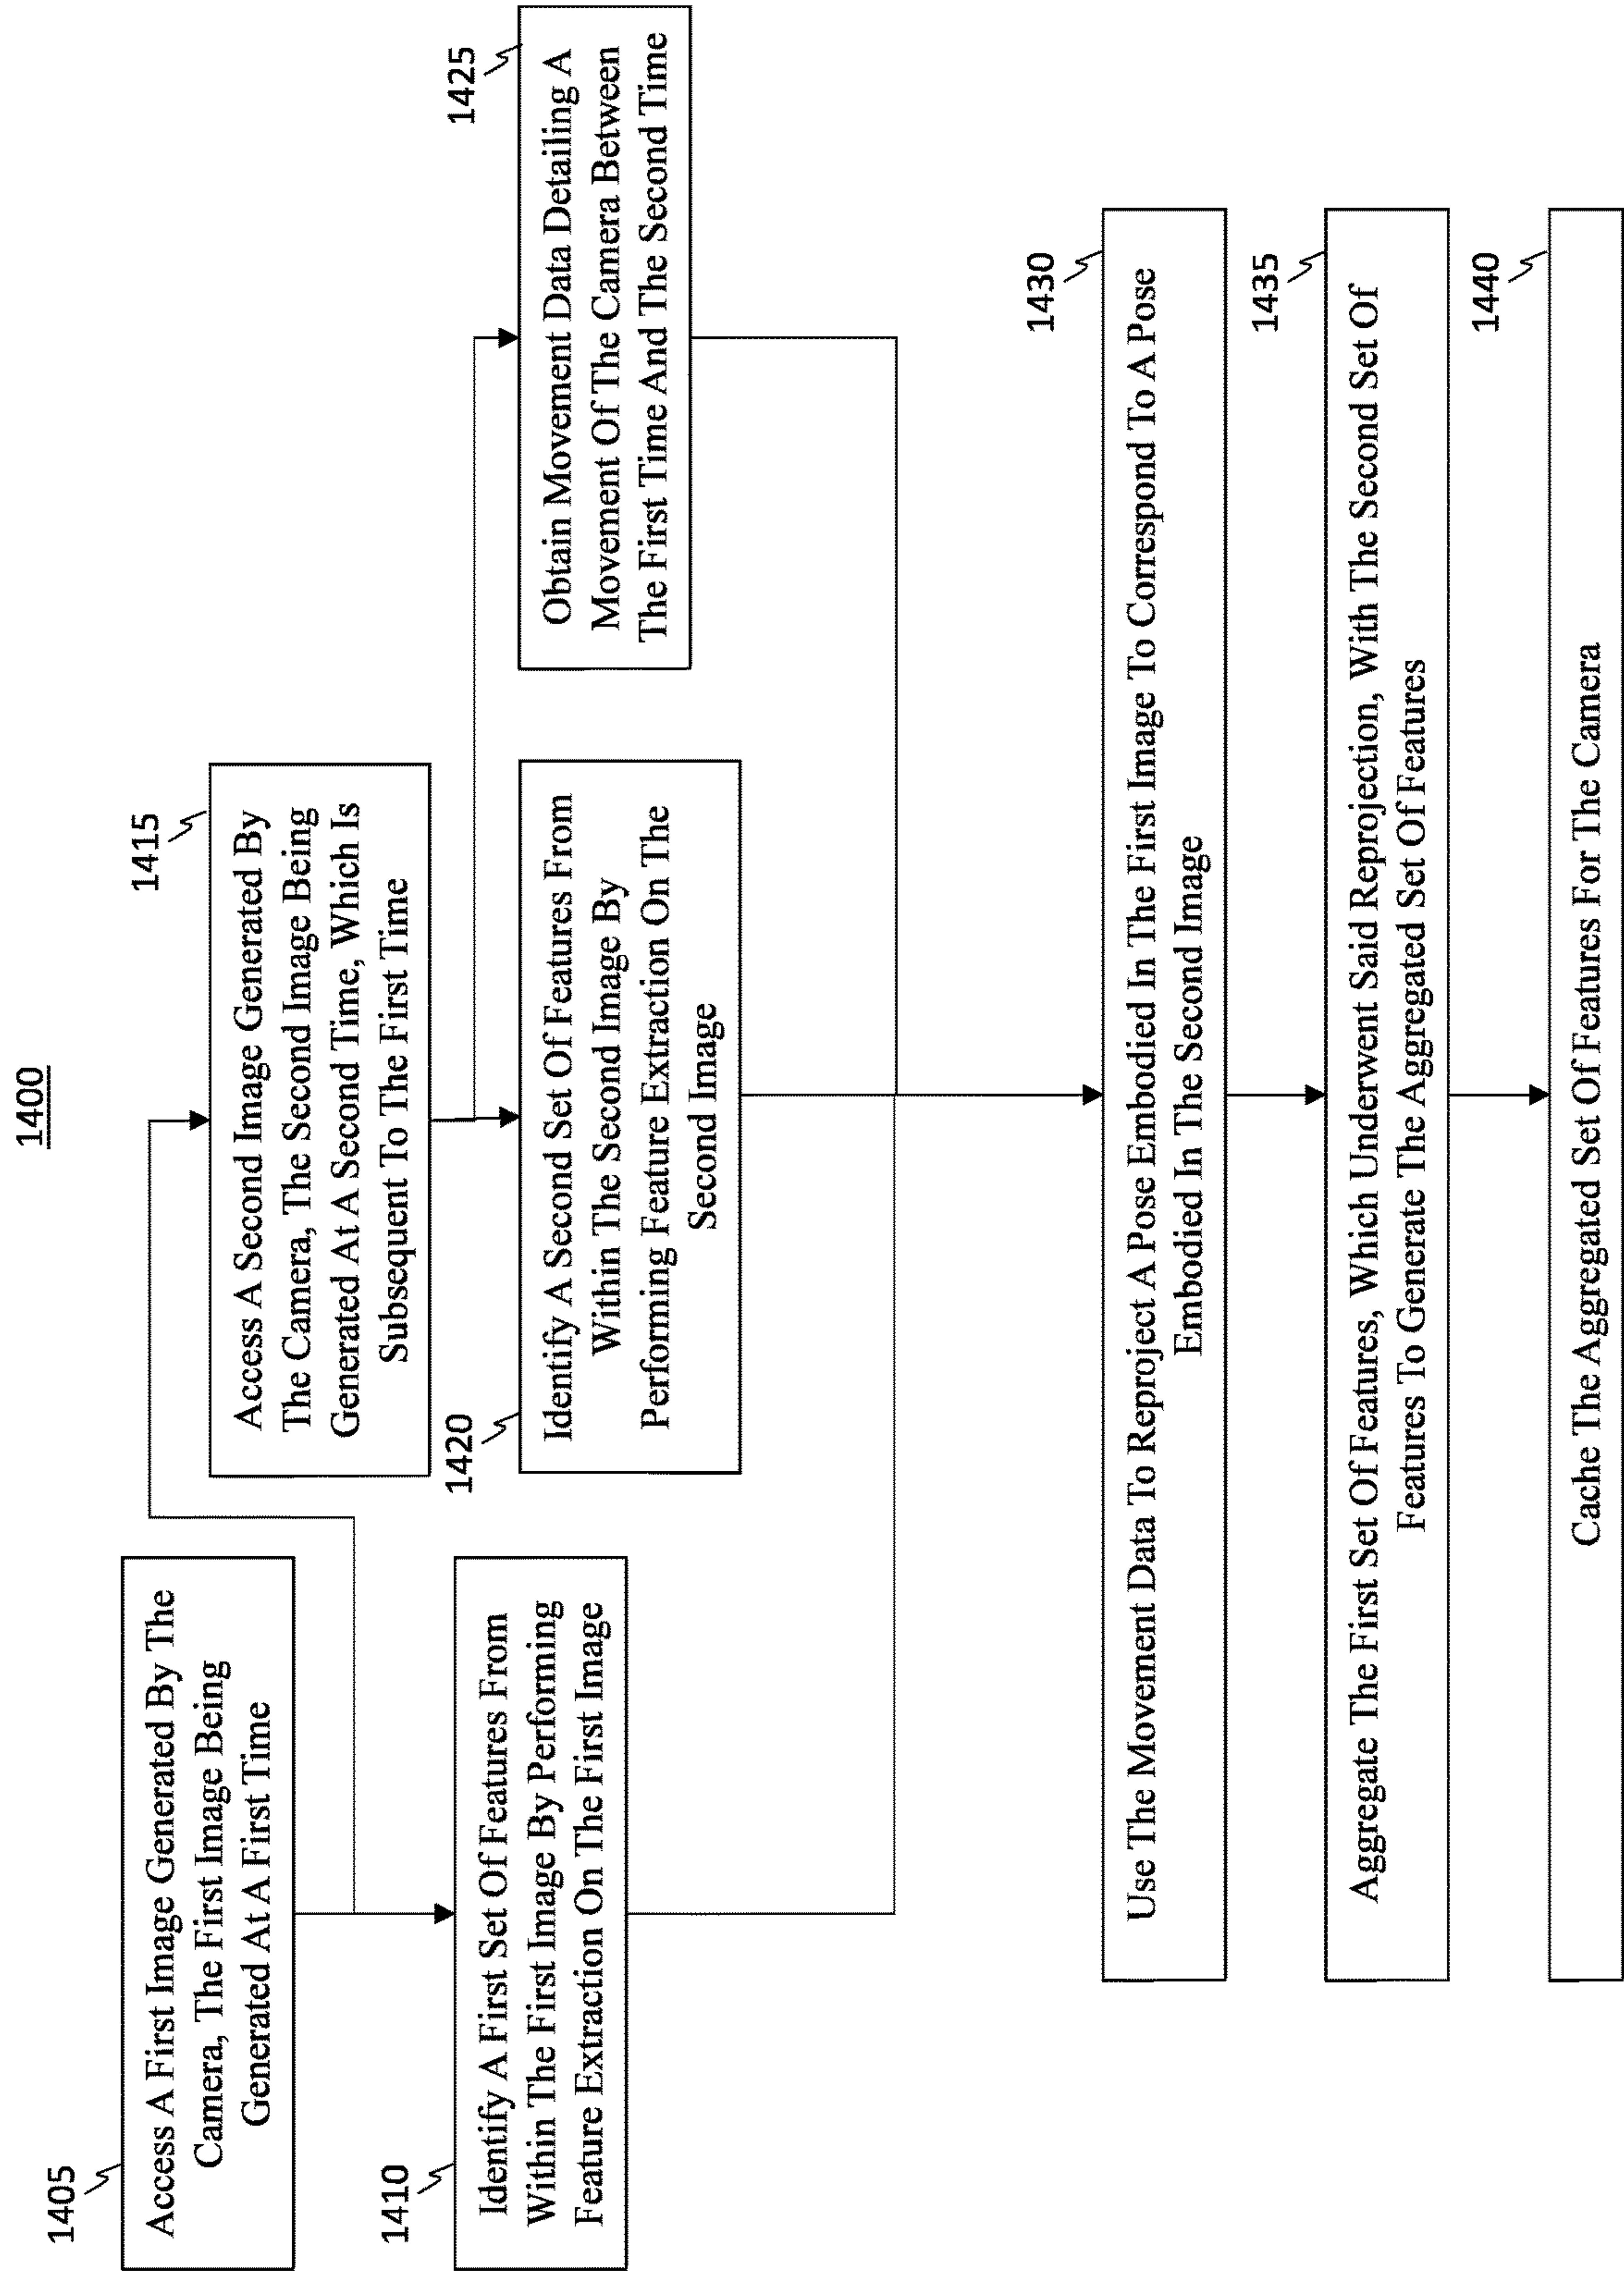 1400
1405
Access A First Image Generated By The
Camera, The First Image Being
Generated At A First Time
1410
Identify A First Set Of Features From
Within The First Image By Performing
Feature Extraction On The First Image
1415
Access A Second Image Generated By
The Camera, The Second Image Being
Generated At A Second Time, Which Is
Subsequent To The First Time
1420
Identify A Second Set Of Features From
Within The Second Image By
Performing Feature Extraction On The
Second Image
1425
Obtain Movement Data Detailing A
Movement Of The Camera Between
The First Time And The Second Time
1430
Use The Movement Data To Reproject A Pose Embodied In The First Image To Correspond To A Pose
Embodied In The Second Image
1435
Aggregate The First Set Of Features, Which Underwent Said Reprojection, With The Second Set Of
Features To Generate The Aggregated Set Of Features
1440
Cache The Aggregated Set Of Features For The Camera